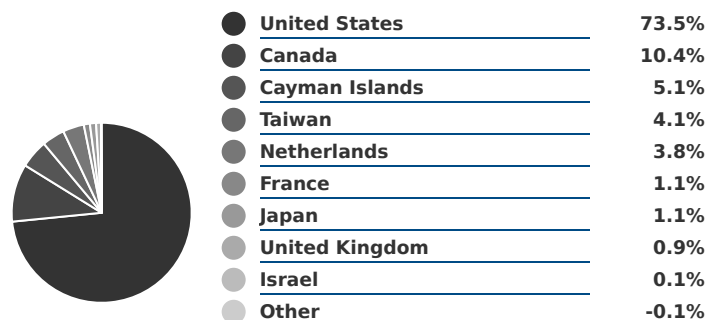 United States 73.5%
Canada 10.4%
Cayman Islands 5.1%
Taiwan 4.1%
Netherlands 3.8%
France 1.1%
Japan 1.1%
United Kingdom 0.9%
Israel 0.1%
Other -0.1%